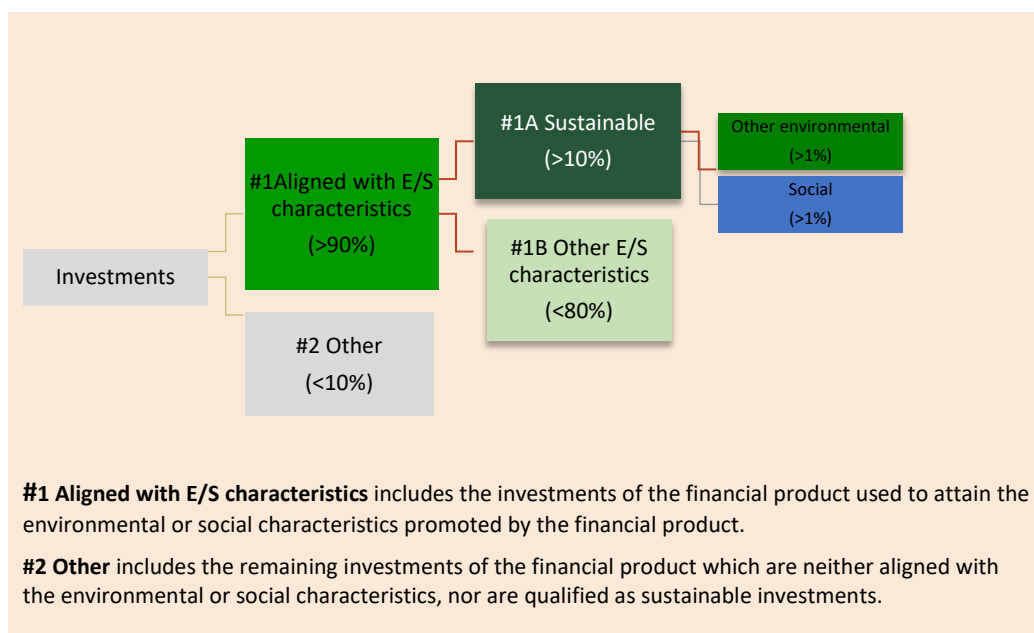 #1A Sustainable
(>10%)
Other environmental
(>1%)
Social
(>1%)
#1Aligned with E/S
characteristics
(>90%)
#1B Other E/S
characteristics
(<80%)
Investments
#2 Other
(<10%)
#1 Aligned with E/S characteristics includes the investments of the financial product used to attain the
environmental or social characteristics promoted by the financial product.
#2 Other includes the remaining investments of the financial product which are neither aligned with
the environmental or social characteristics, nor are qualified as sustainable investments.